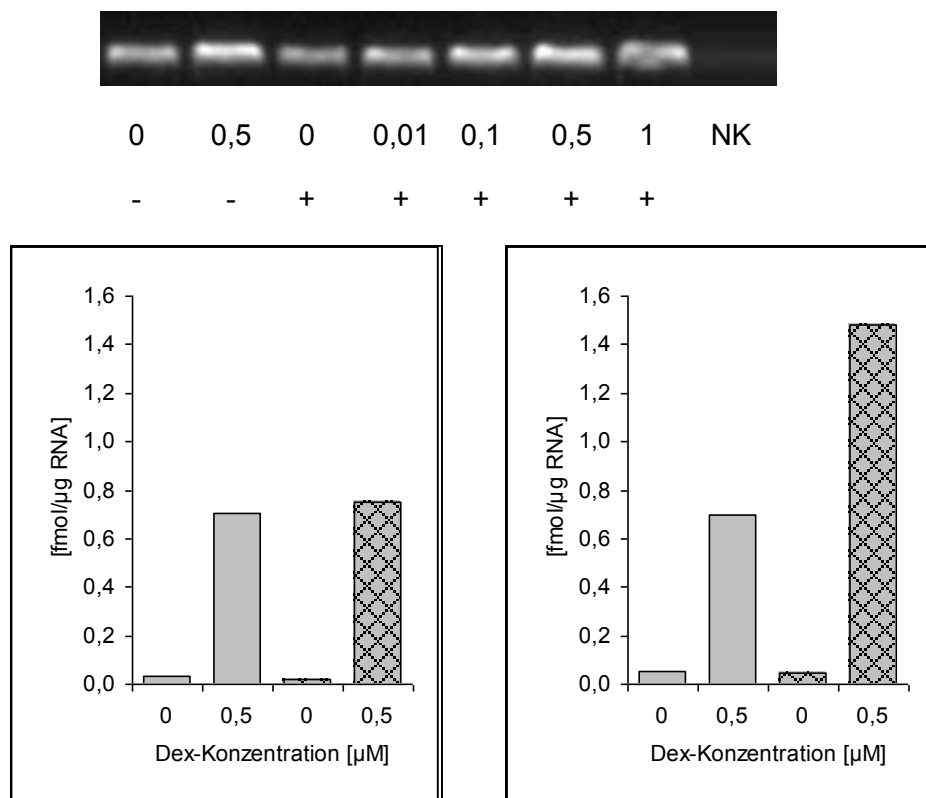 0 0,5 0 0,01 0,1 0,5 1 NK
- - + + + + +
1,6
1,4
1,2
1,0
0,8
0,6
0,4
0,2
0,0
[fmol/µg RNA]
0 0,5 0 0,5
Dex-Konzentration [µM]
1,6
1,4
1,2
1,0
0,8
0,6
0,4
0,2
0,0
[fmol/µg RNA]
0 0,5 0 0,5
Dex-Konzentration [µM]